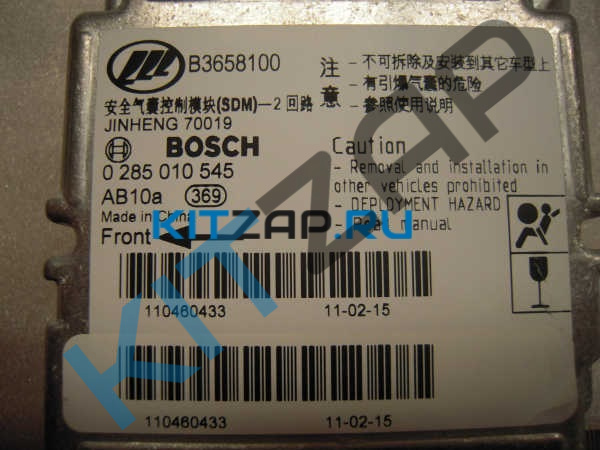 B3658100
安全气囊控制模块(SDM)—2 回路
JINHENG 70019
BOSCH
0 285 010 545
AB10a 369
Made in China
Front
注意
- 不可拆除及安装到其它车型上
- 有引爆气囊的危险
- 参照使用说明
Caution
- Removal and installation in
other vehicles prohibited
- DEPLOYMENT HAZARD
- Read manual
110460433 11-02-15
110460433 11-02-15
KITZAP.RU
KITZAP